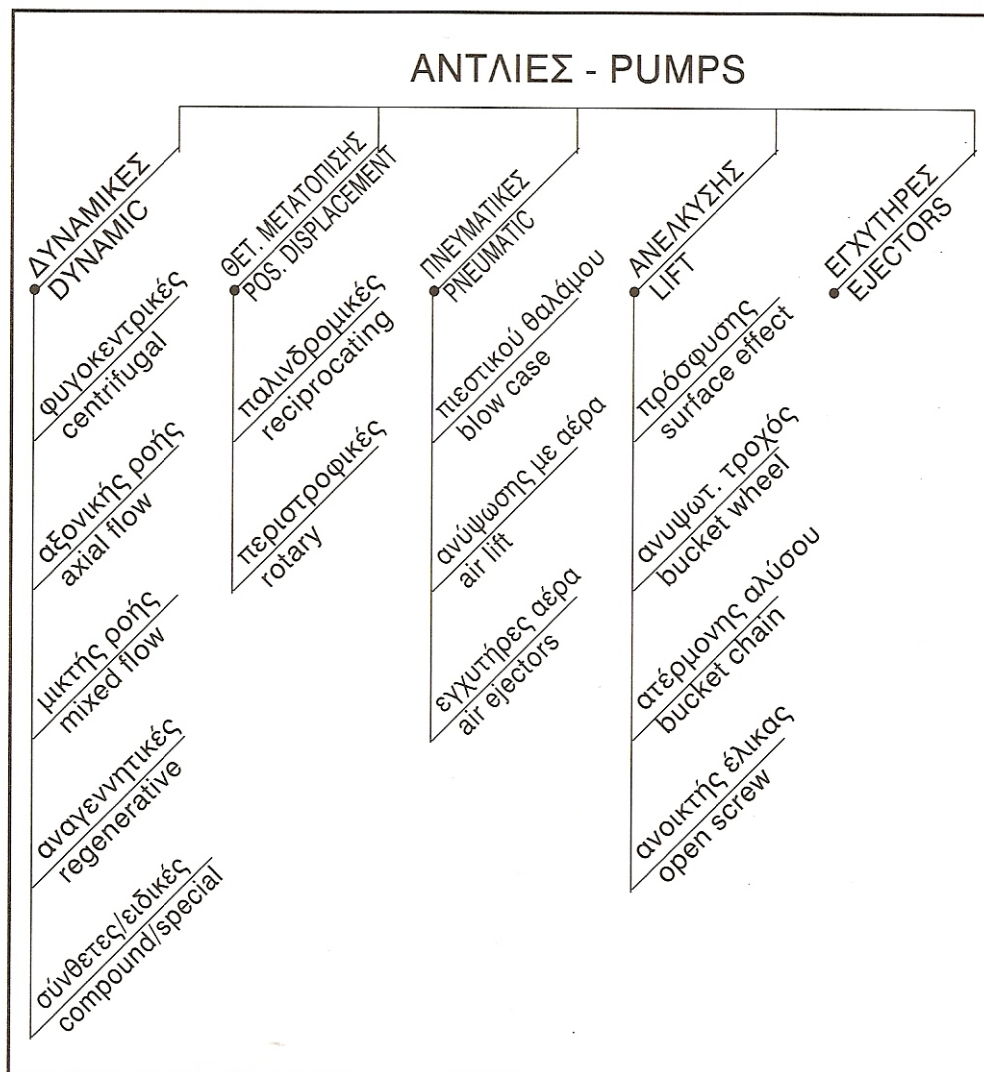 ΑΝΤΛΙΕΣ - PUMPS
ΔΥΝΑΜΙΚΕΣ
DYNAMIC
φυγοκεντρικές
centrifugal
αξονικής ροής
axial flow
μικτής ροής
mixed flow
αναγεννητικές
regenerative
σύνθετες/ειδικές
compound/special
ΘΕΤ. ΜΕΤΑΤΟΠΙΣΗΣ
POS. DISPLACEMENT
παλινδρομικές
reciprocating
περιστροφικές
rotary
ΠΝΕΥΜΑΤΙΚΕΣ
PNEUMATIC
πιεστικού θαλάμου
blow case
ανύψωσης με αέρα
air lift
εγχυτήρες αέρα
air ejectors
ΑΝΕΛΚΥΣΗΣ
LIFT
πρόσφυσης
surface effect
ανυψωτ. τροχός
bucket wheel
ατέρμονης αλύσου
bucket chain
ανοικτής έλικας
open screw
ΕΓΧΥΤΗΡΕΣ
EJECTORS